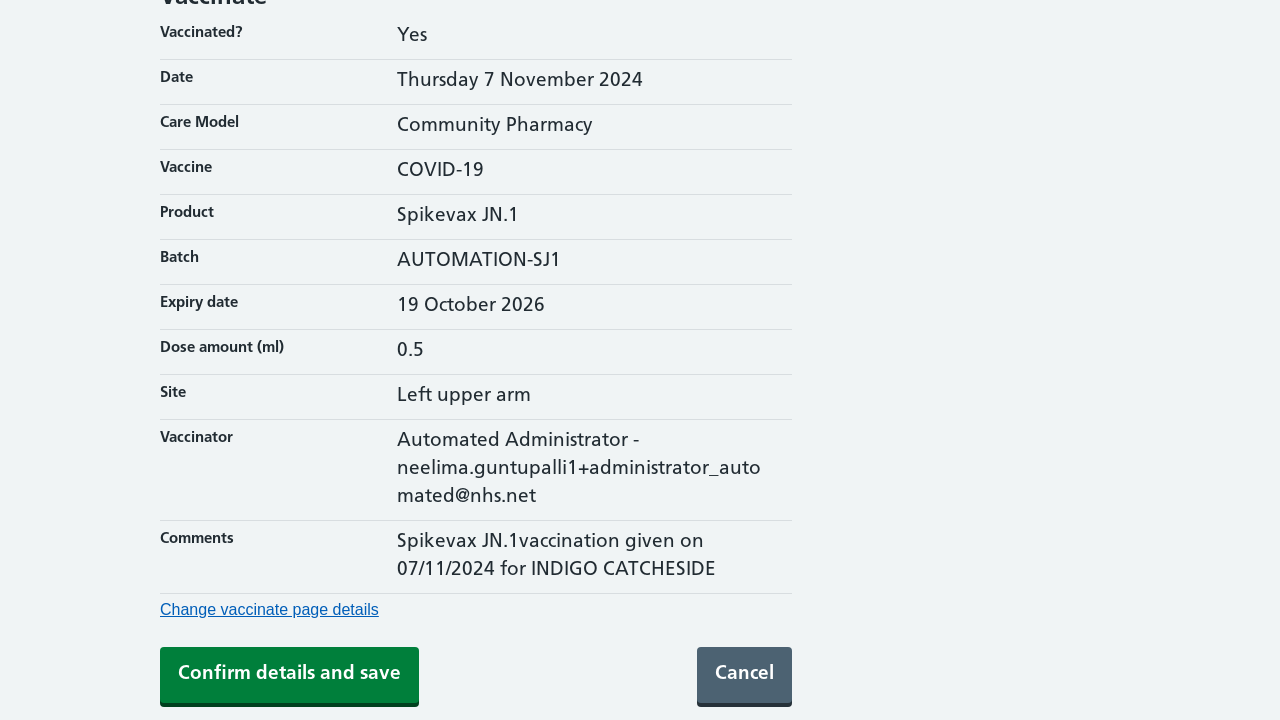 Vaccinate
Vaccinated?
Yes
Date
Thursday 7 November 2024
Care Model
Community Pharmacy
Vaccine
COVID-19
Product
Spikevax JN.1
Batch
AUTOMATION-SJ1
Expiry date
19 October 2026
Dose amount (ml)
0.5
Site
Left upper arm
Vaccinator
Automated Administrator -
neelima.guntupalli1+administrator_auto
mated@nhs.net
Comments
Spikevax JN.1vaccination given on
07/11/2024 for INDIGO CATCHESIDE
Change vaccinate page details
Confirm details and save
Cancel